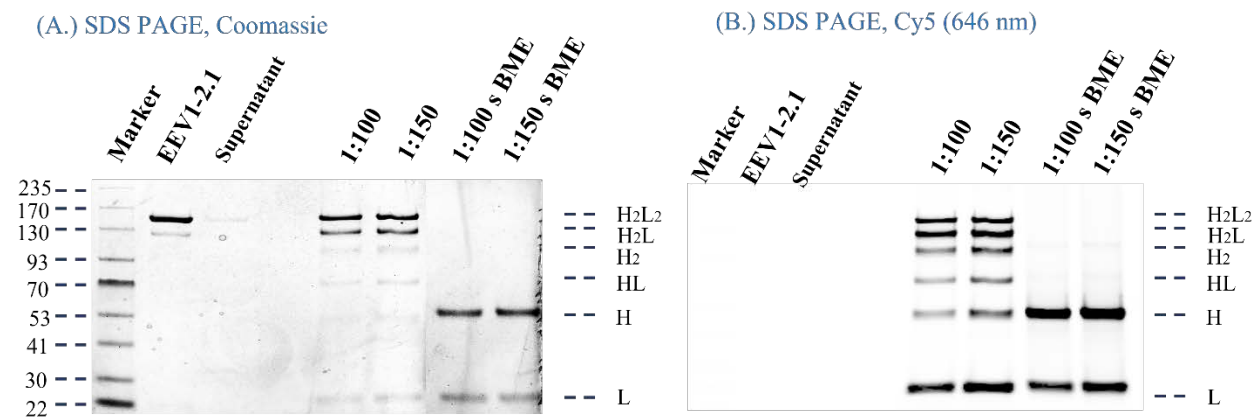 (A.) SDS PAGE, Coomassie
Marker
EEV1-2.1
Supernatant
1:100
1:150
1:100 s BME
1:150 s BME
235
170
130
93
70
53
41
30
22
H2L2
H2L
H2
HL
H
L
(B.) SDS PAGE, Cy5 (646 nm)
Marker
EEV1-2.1
Supernatant
1:100
1:150
1:100 s BME
1:150 s BME
H2L2
H2L
H2
HL
H
L